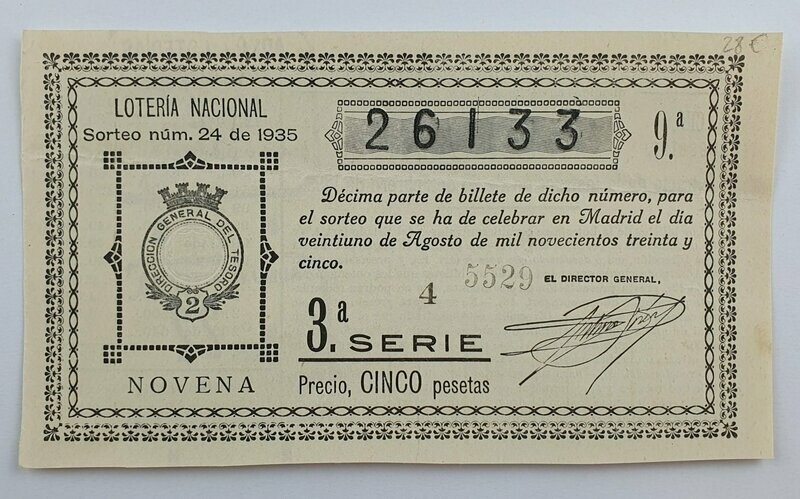 28 €
LOTERÍA NACIONAL
Sorteo núm. 24 de 1935
26133
9.ª
DIRECCION GENERAL DEL TESORO
2
NOVENA
Décima parte de billete de dicho número, para
el sorteo que se ha de celebrar en Madrid el día
veintiuno de Agosto de mil novecientos treinta y
cinco.
4 5529 EL DIRECTOR GENERAL,
3.ª SERIE
Precio, CINCO pesetas